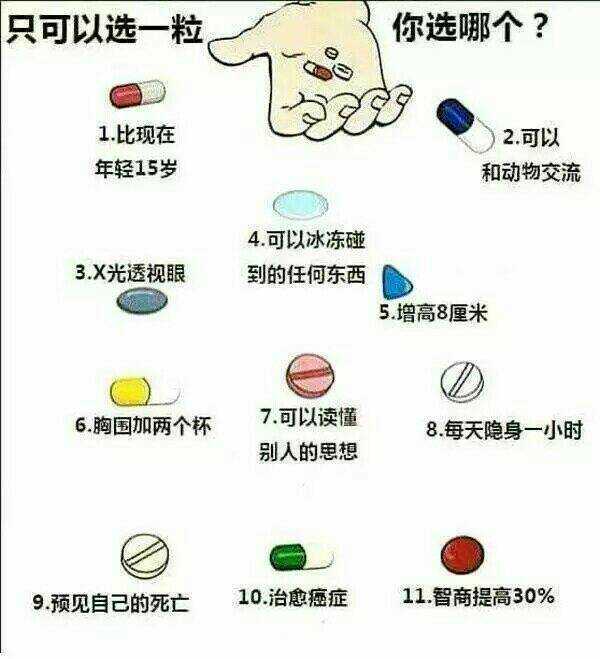 只可以选一粒
你选哪个？
1.比现在
年轻15岁
2.可以
和动物交流
3.X光透视眼
4.可以冰冻碰
到的任何东西
5.增高8厘米
6.胸围加两个杯
7.可以读懂
别人的思想
8.每天隐身一小时
9.预见自己的死亡
10.治愈癌症
11.智商提高30%